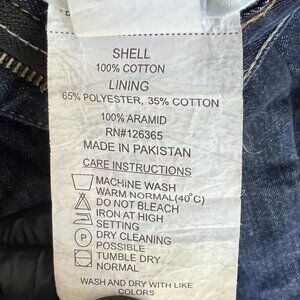 SHELL
100% COTTON
LINING
65% POLYESTER, 35% COTTON
100% ARAMID
RN#126365
MADE IN PAKISTAN
CARE INSTRUCTIONS
MACHINE WASH
WARM NORMAL(40°C)
DO NOT BLEACH
IRON AT HIGH
SETTING
P DRY CLEANING
POSSIBLE
TUMBLE DRY
NORMAL
WASH AND DRY WITH LIKE
COLORS